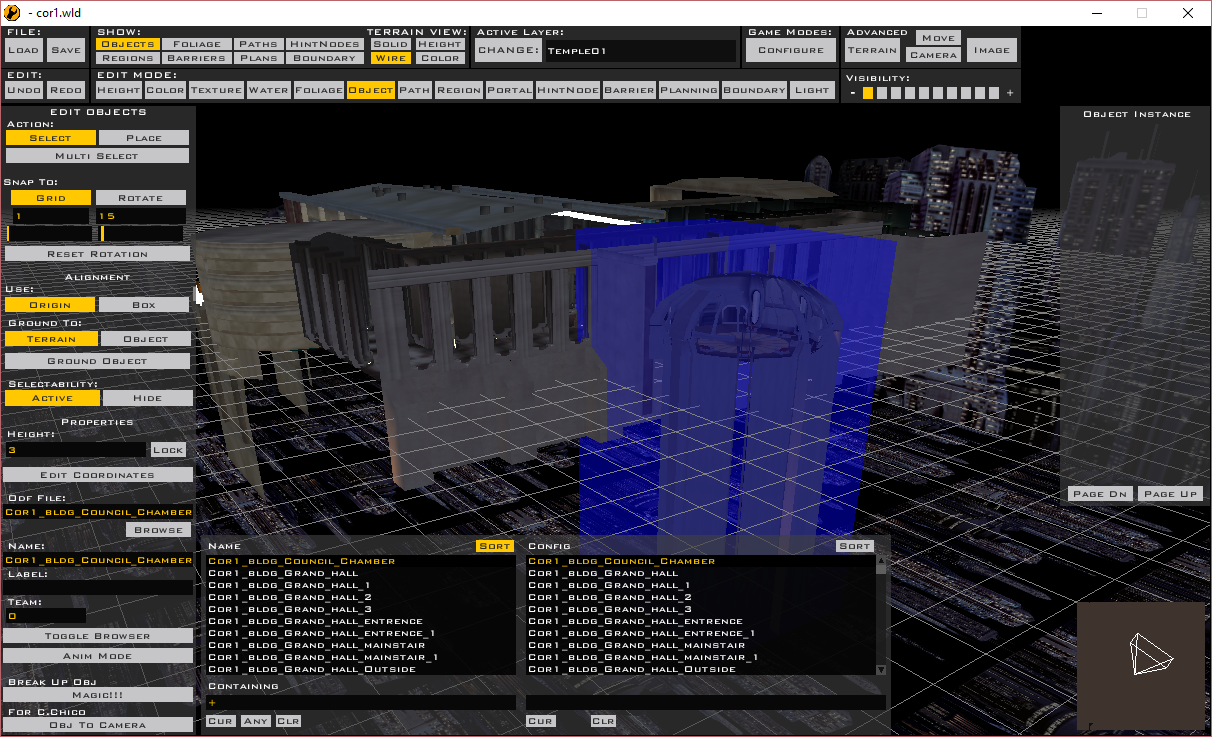 - cor1.wld
File:
Load Save
Show:
Objects Foliage Paths HintNodes
Regions Barriers Plans Boundary
Terrain View:
Solid Height
Wire Color
Active Layer:
Change: Temple01
Game Modes:
Configure
Advanced Move
Terrain Camera Image
Edit:
Undo Redo
Edit Mode:
Height Color Texture Water Foliage Object Path Region Portal HintNode Barrier Planning Boundary Light
Visibility:
- +
Edit Objects
Action:
Select Place
Multi Select
Snap To:
Grid Rotate
1 15
Reset Rotation
Alignment
Use:
Origin Box
Ground To:
Terrain Object
Ground Object
Selectability:
Active Hide
Properties
Height:
3 Lock
Edit Coordinates
Odf File:
Cor1_bldg_Council_Chamber
Browse
Name:
Cor1_bldg_Council_Chamber
Label:
Team:
0
Toggle Browser
Anim Mode
Break Up Obj
Magic!!!
For C.Chico
Obj To Camera
Name Sort
Cor1_bldg_Council_Chamber
Cor1_bldg_Grand_hall
Cor1_bldg_Grand_hall_1
Cor1_bldg_Grand_hall_2
Cor1_bldg_Grand_hall_3
Cor1_bldg_Grand_hall_entrence
Cor1_bldg_Grand_hall_entrence_1
Cor1_bldg_Grand_hall_mainstair
Cor1_bldg_Grand_hall_mainstair_1
Cor1_bldg_Grand_hall_Outside
Containing
+
Cur Any Clr
Config Sort
Cor1_bldg_Council_Chamber
Cor1_bldg_Grand_hall
Cor1_bldg_Grand_hall_1
Cor1_bldg_Grand_hall_2
Cor1_bldg_Grand_hall_3
Cor1_bldg_Grand_hall_entrence
Cor1_bldg_Grand_hall_entrence_1
Cor1_bldg_Grand_hall_mainstair
Cor1_bldg_Grand_hall_mainstair_1
Cor1_bldg_Grand_hall_Outside
Cur Clr
Object Instance
Page Dn Page Up